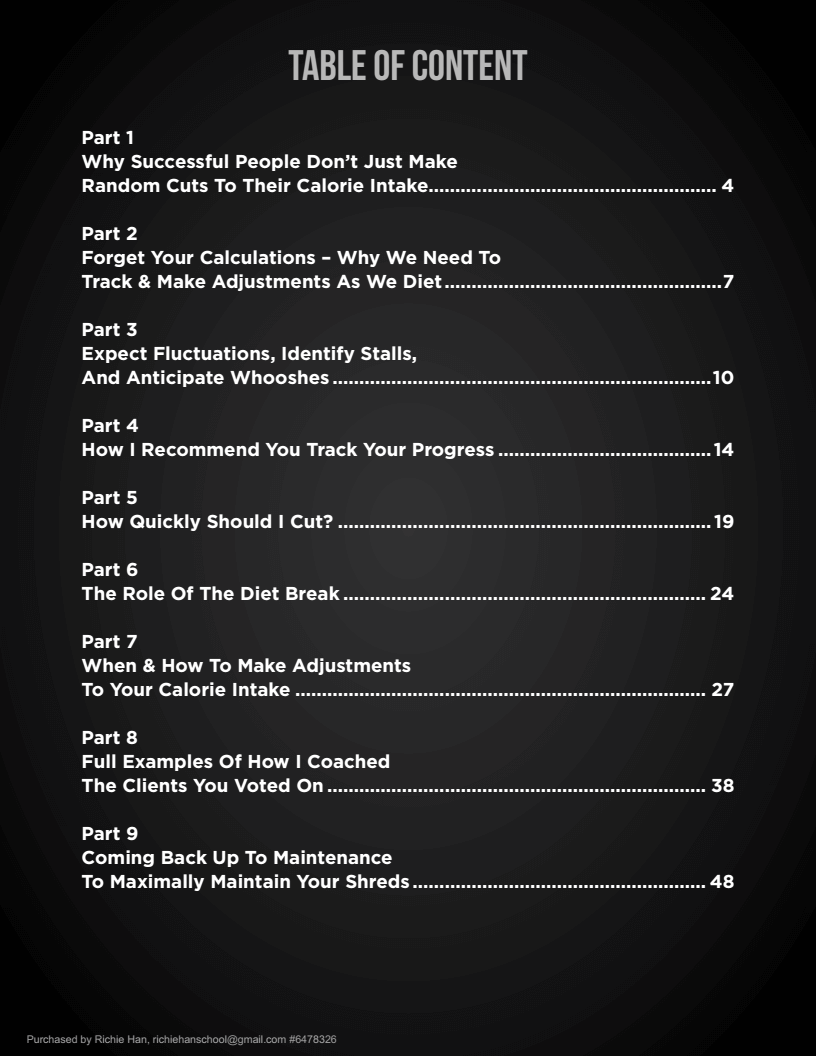 TABLE OF CONTENT
Part 1
Why Successful People Don’t Just Make
Random Cuts To Their Calorie Intake....................................................... 4
Part 2
Forget Your Calculations – Why We Need To
Track & Make Adjustments As We Diet.....................................................7
Part 3
Expect Fluctuations, Identify Stalls,
And Anticipate Whooshes........................................................................10
Part 4
How I Recommend You Track Your Progress........................................14
Part 5
How Quickly Should I Cut?.......................................................................19
Part 6
The Role Of The Diet Break..................................................................... 24
Part 7
When & How To Make Adjustments
To Your Calorie Intake.............................................................................. 27
Part 8
Full Examples Of How I Coached
The Clients You Voted On........................................................................ 38
Part 9
Coming Back Up To Maintenance
To Maximally Maintain Your Shreds........................................................ 48
Purchased by Richie Han, richiehanschool@gmail.com #6478326